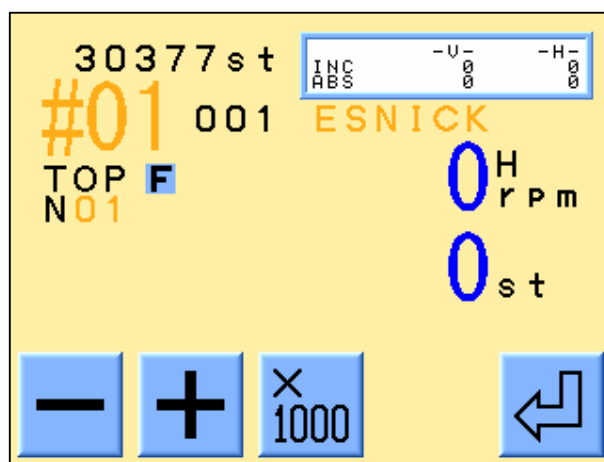 30377st
-V- -H-
INC 0 0
ABS 0 0
#01 001 ESNICK
TOP F
N01
0 H rpm
0 st
− + × 1000